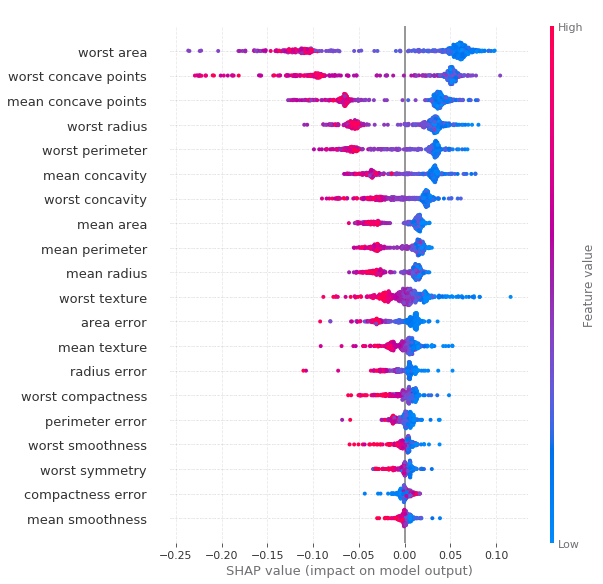 High
worst area
worst concave points
mean concave points
worst radius
worst perimeter
mean concavity
worst concavity
mean area
mean perimeter
mean radius
worst texture
area error
mean texture
radius error
worst compactness
perimeter error
worst smoothness
worst symmetry
compactness error
mean smoothness
Feature value
Low
−0.25 −0.20 −0.15 −0.10 −0.05 0.00 0.05 0.10
SHAP value (impact on model output)